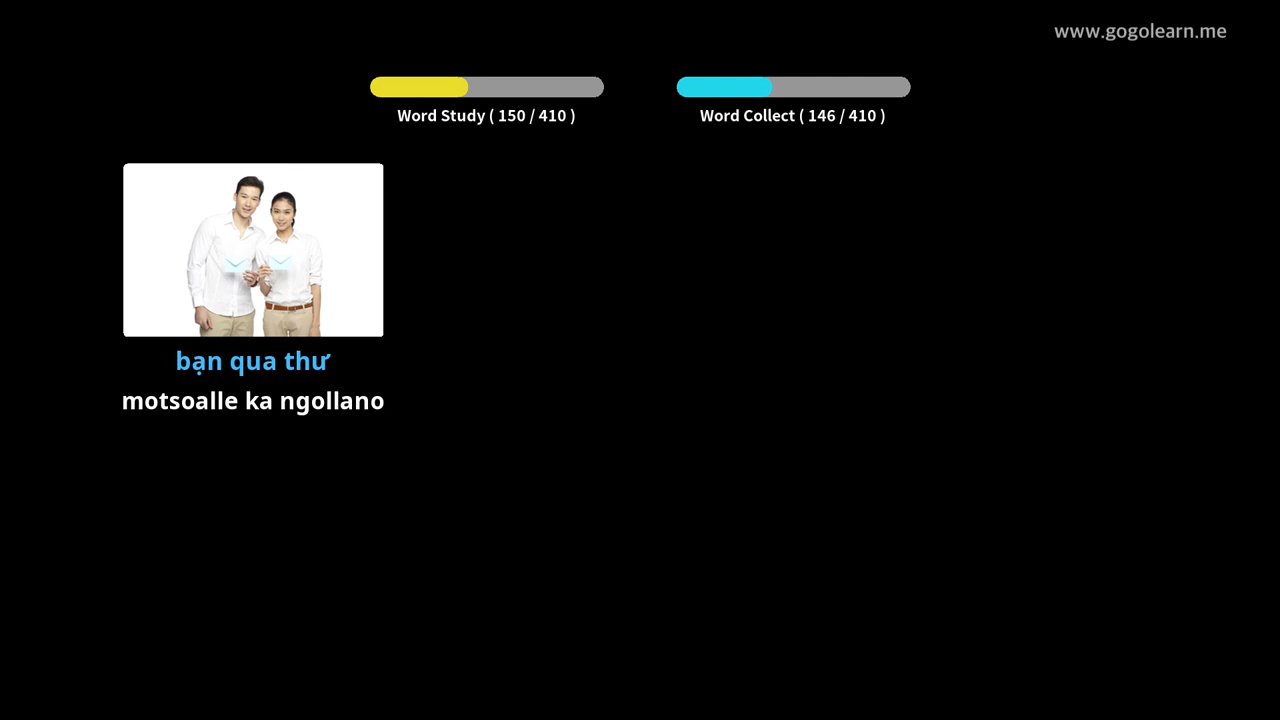 www.gogolearn.me
Word Study ( 150 / 410 )
Word Collect ( 146 / 410 )
bạn qua thư
motsoalle ka ngollano